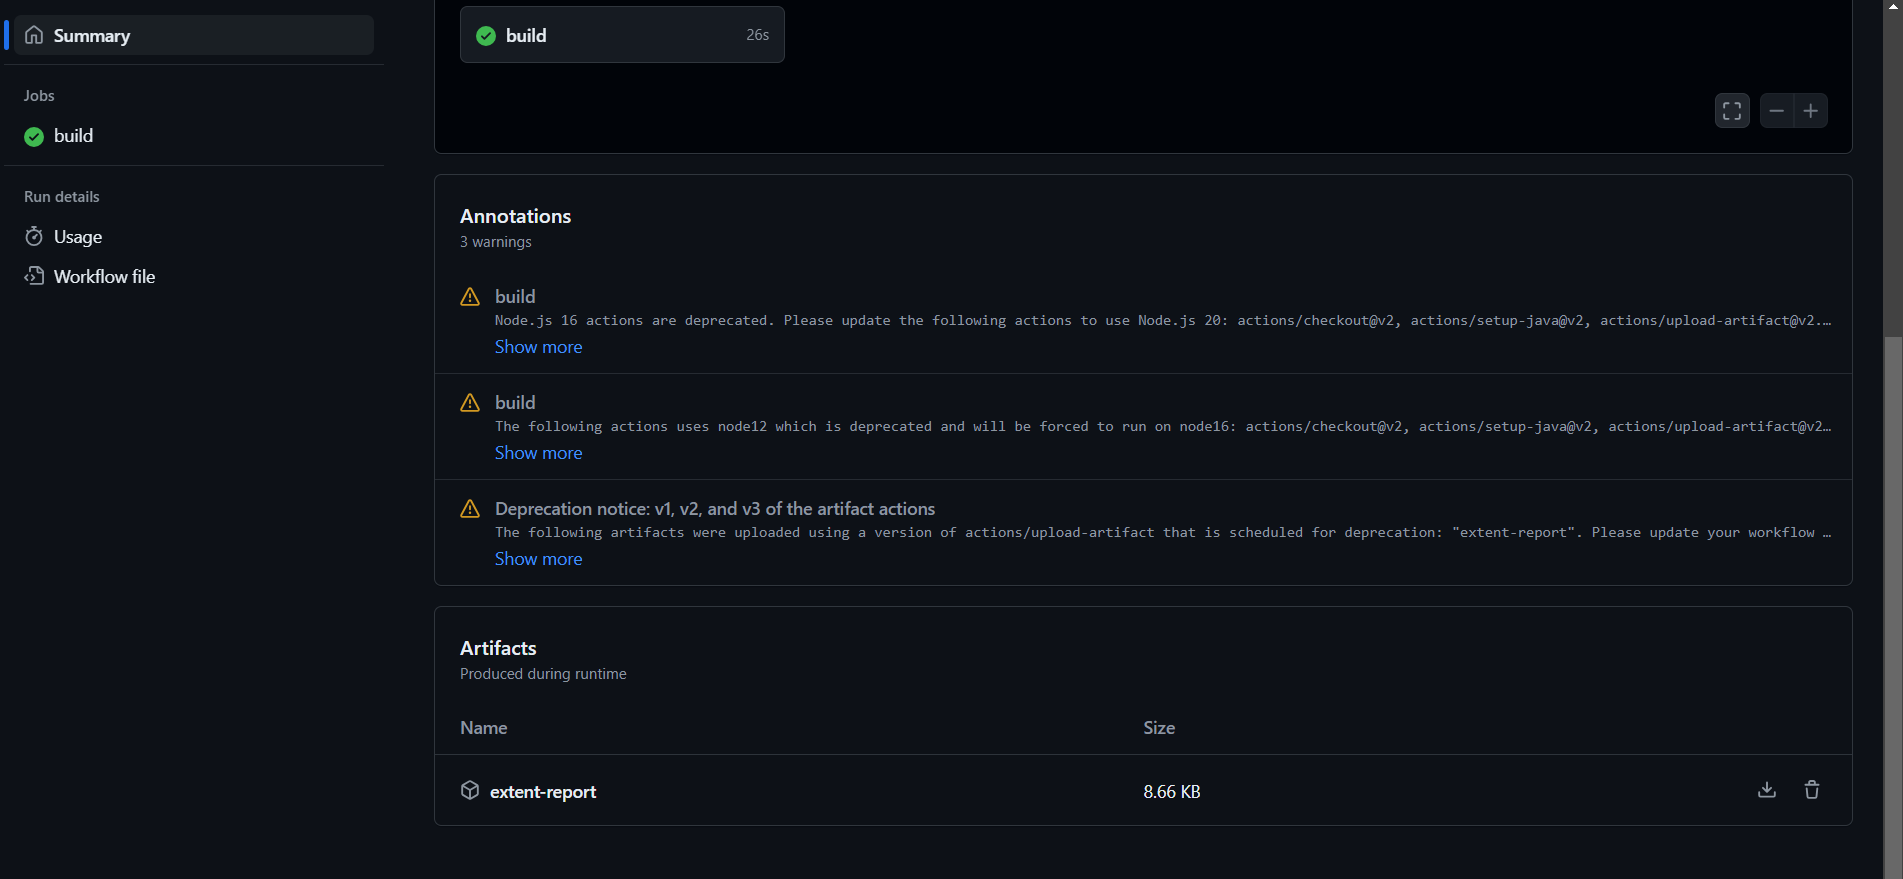 Summary
Jobs
build
Run details
Usage
Workflow file
build 26s
Annotations
3 warnings
build
Node.js 16 actions are deprecated. Please update the following actions to use Node.js 20: actions/checkout@v2, actions/setup-java@v2, actions/upload-artifact@v2.…
Show more
build
The following actions uses node12 which is deprecated and will be forced to run on node16: actions/checkout@v2, actions/setup-java@v2, actions/upload-artifact@v2…
Show more
Deprecation notice: v1, v2, and v3 of the artifact actions
The following artifacts were uploaded using a version of actions/upload-artifact that is scheduled for deprecation: "extent-report". Please update your workflow …
Show more
Artifacts
Produced during runtime
Name Size
extent-report 8.66 KB